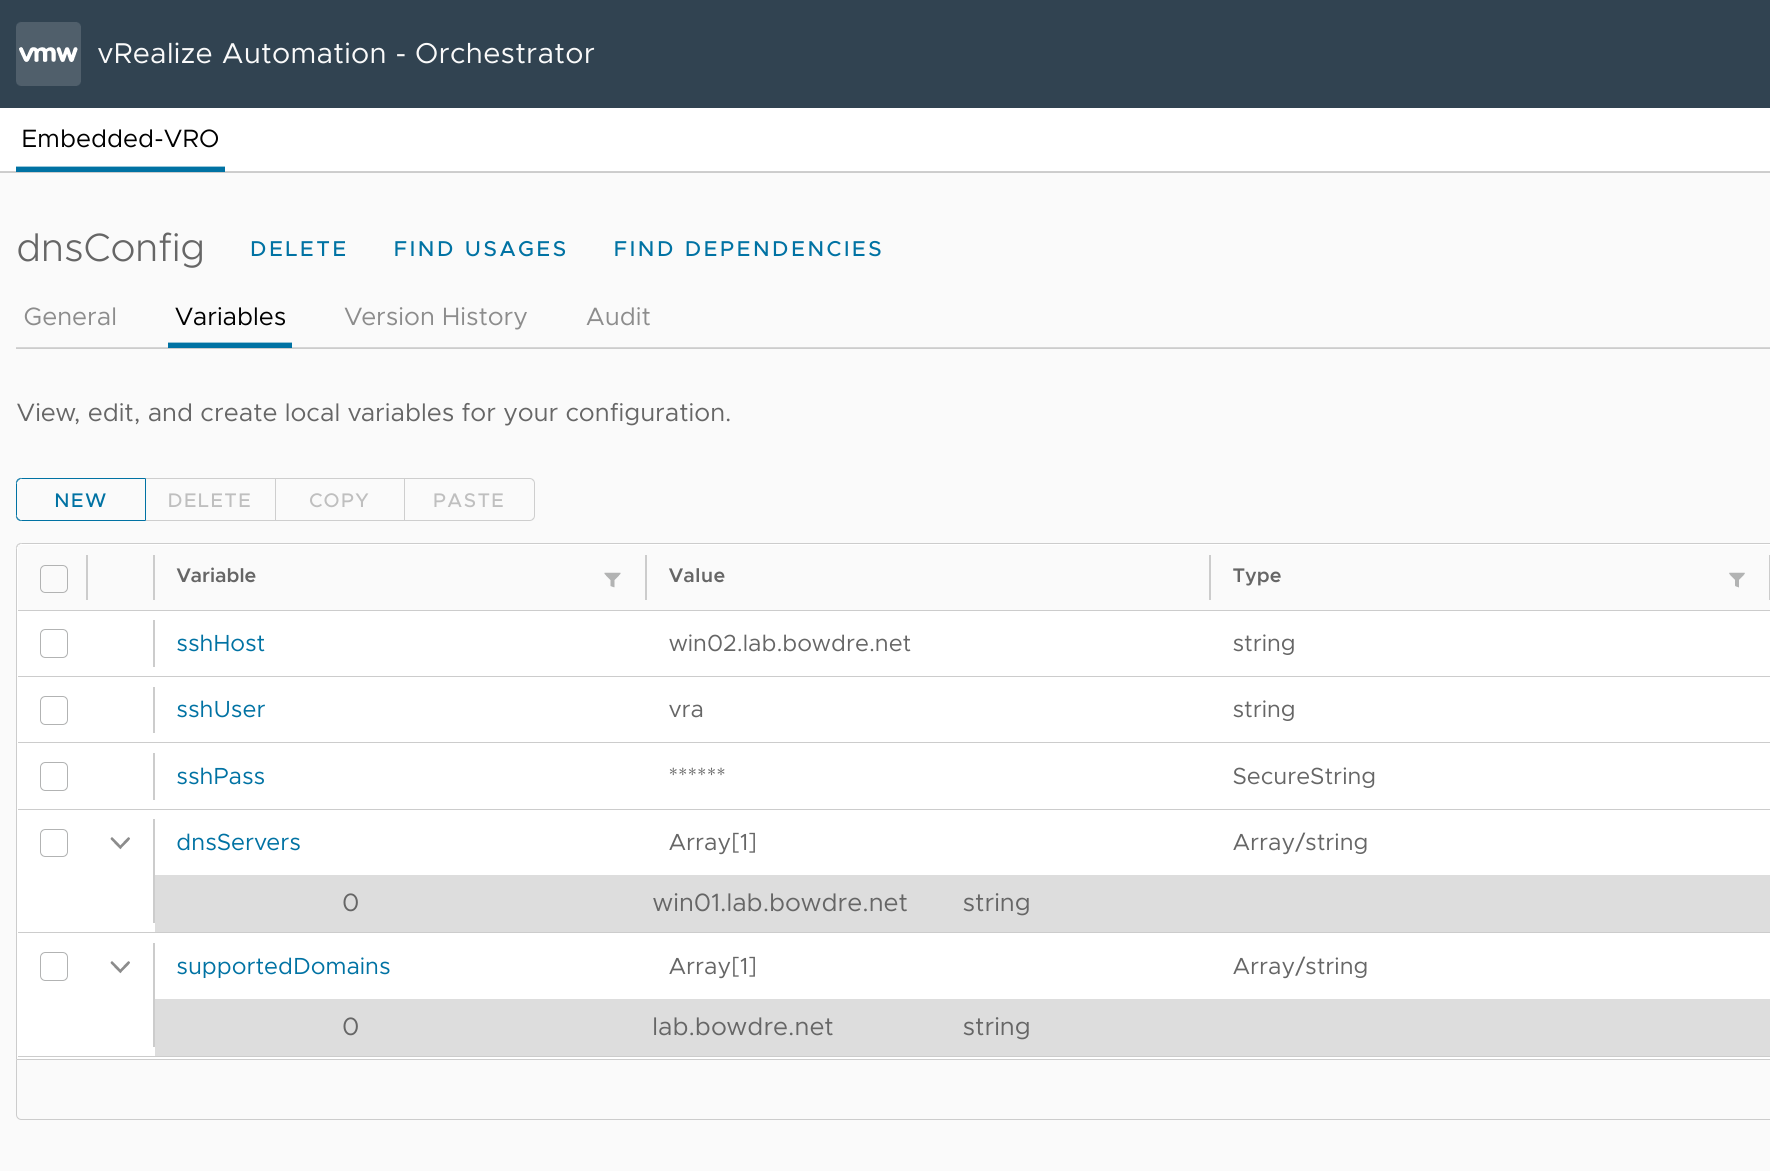 vmw vRealize Automation - Orchestrator
Embedded-VRO
dnsConfig DELETE FIND USAGES FIND DEPENDENCIES
General Variables Version History Audit
View, edit, and create local variables for your configuration.
NEW DELETE COPY PASTE
Variable Value Type
sshHost win02.lab.bowdre.net string
sshUser vra string
sshPass ****** SecureString
dnsServers Array[1] Array/string
0 win01.lab.bowdre.net string
supportedDomains Array[1] Array/string
0 lab.bowdre.net string